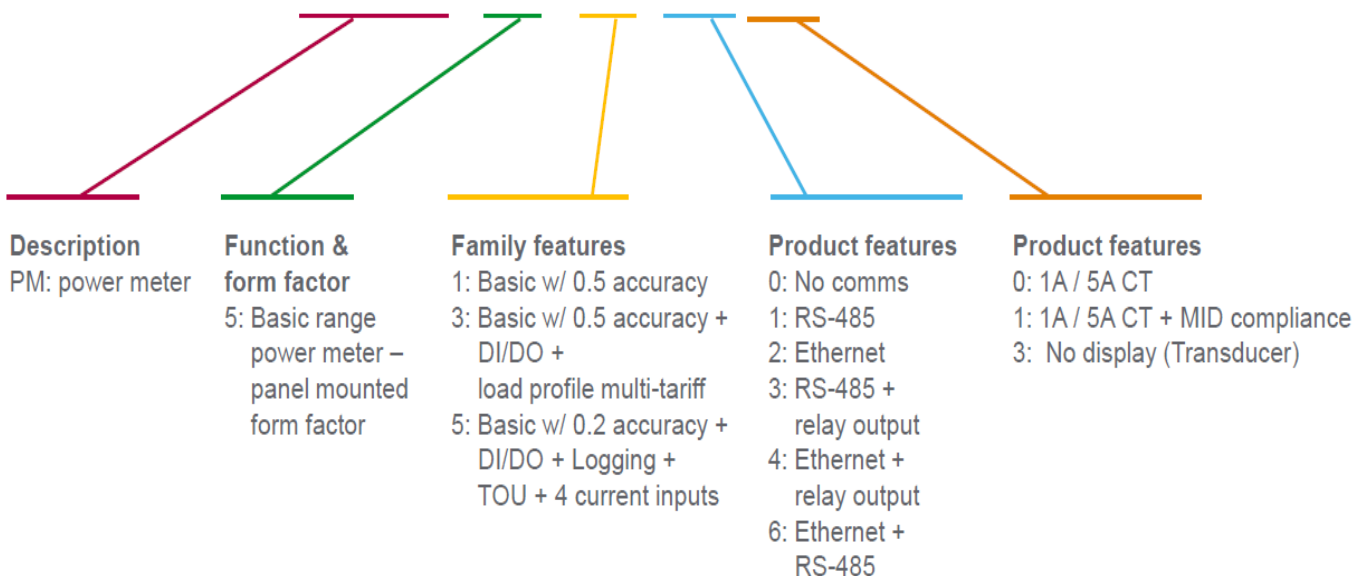 Description
PM: power meter
Function &
form factor
5: Basic range
power meter –
panel mounted
form factor
Family features
1: Basic w/ 0.5 accuracy
3: Basic w/ 0.5 accuracy +
DI/DO +
load profile multi-tariff
5: Basic w/ 0.2 accuracy +
DI/DO + Logging +
TOU + 4 current inputs
Product features
0: No comms
1: RS-485
2: Ethernet
3: RS-485 +
relay output
4: Ethernet +
relay output
6: Ethernet +
RS-485
Product features
0: 1A / 5A CT
1: 1A / 5A CT + MID compliance
3: No display (Transducer)